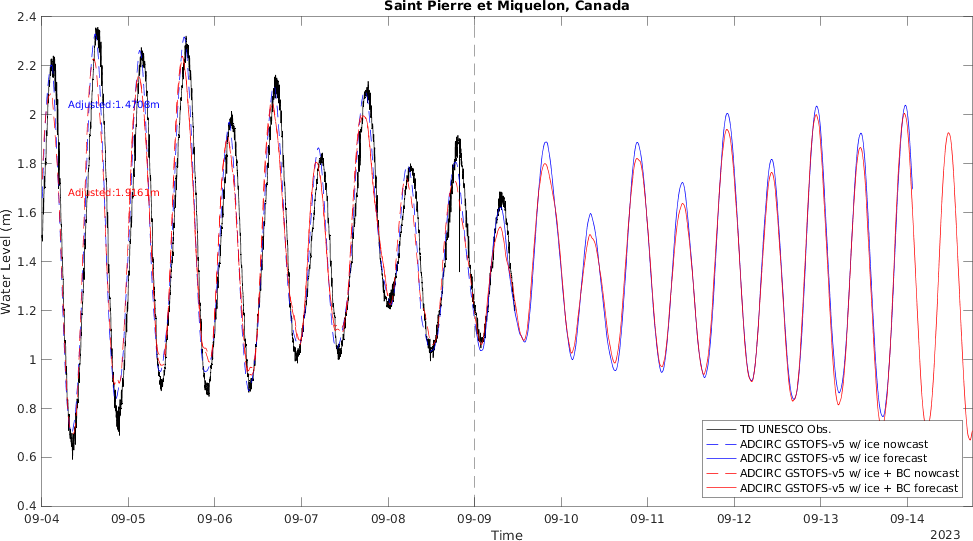 Saint Pierre et Miquelon, Canada
2.4
2.2
2
1.8
1.6
1.4
1.2
1
0.8
0.6
0.4
Water Level (m)
Adjusted:1.4708m
Adjusted:1.9161m
TD UNESCO Obs.
ADCIRC GSTOFS-v5 w/ ice nowcast
ADCIRC GSTOFS-v5 w/ ice forecast
ADCIRC GSTOFS-v5 w/ ice + BC nowcast
ADCIRC GSTOFS-v5 w/ ice + BC forecast
09-04 09-05 09-06 09-07 09-08 09-09 09-10 09-11 09-12 09-13 09-14
Time
2023